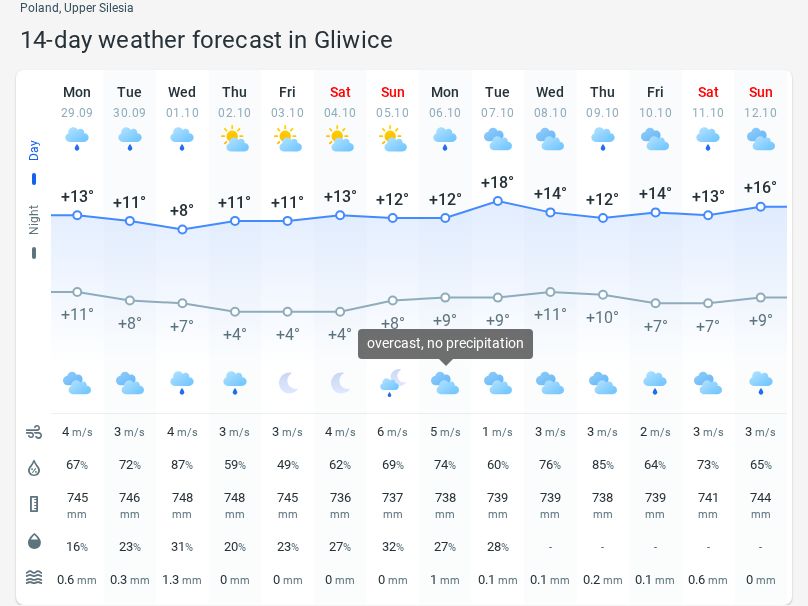 Poland, Upper Silesia
14-day weather forecast in Gliwice
Mon Tue Wed Thu Fri Sat Sun Mon Tue Wed Thu Fri Sat Sun
29.09 30.09 01.10 02.10 03.10 04.10 05.10 06.10 07.10 08.10 09.10 10.10 11.10 12.10
Day
Night
+13° +11° +8° +11° +11° +13° +12° +12° +18° +14° +12° +14° +13° +16°
+11° +8° +7° +4° +4° +4° +8° +9° +9° +11° +10° +7° +7° +9°
overcast, no precipitation
4 m/s 3 m/s 4 m/s 3 m/s 3 m/s 4 m/s 6 m/s 5 m/s 1 m/s 3 m/s 3 m/s 2 m/s 3 m/s 3 m/s
67% 72% 87% 59% 49% 62% 69% 74% 60% 76% 85% 64% 73% 65%
745 746 748 748 745 736 737 738 739 739 738 739 741 744
mm mm mm mm mm mm mm mm mm mm mm mm mm mm
16% 23% 31% 20% 23% 27% 32% 27% 28% - - - - -
0.6 mm 0.3 mm 1.3 mm 0 mm 0 mm 0 mm 0 mm 1 mm 0.1 mm 0.1 mm 0.2 mm 0.1 mm 0.6 mm 0 mm